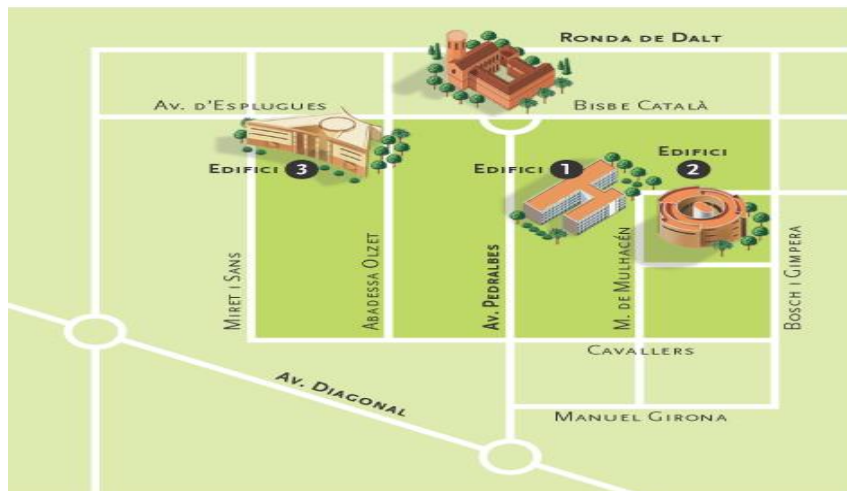 RONDA DE DALT
AV. D'ESPLUGUES
BISBE CATALÀ
EDIFICI 3
EDIFICI 1
EDIFICI
2
MIRET I SANS
ABADESSA OLZET
AV. PEDRALBES
M. DE MULHACÉN
BOSCH I GIMPERA
CAVALLERS
AV. DIAGONAL
MANUEL GIRONA